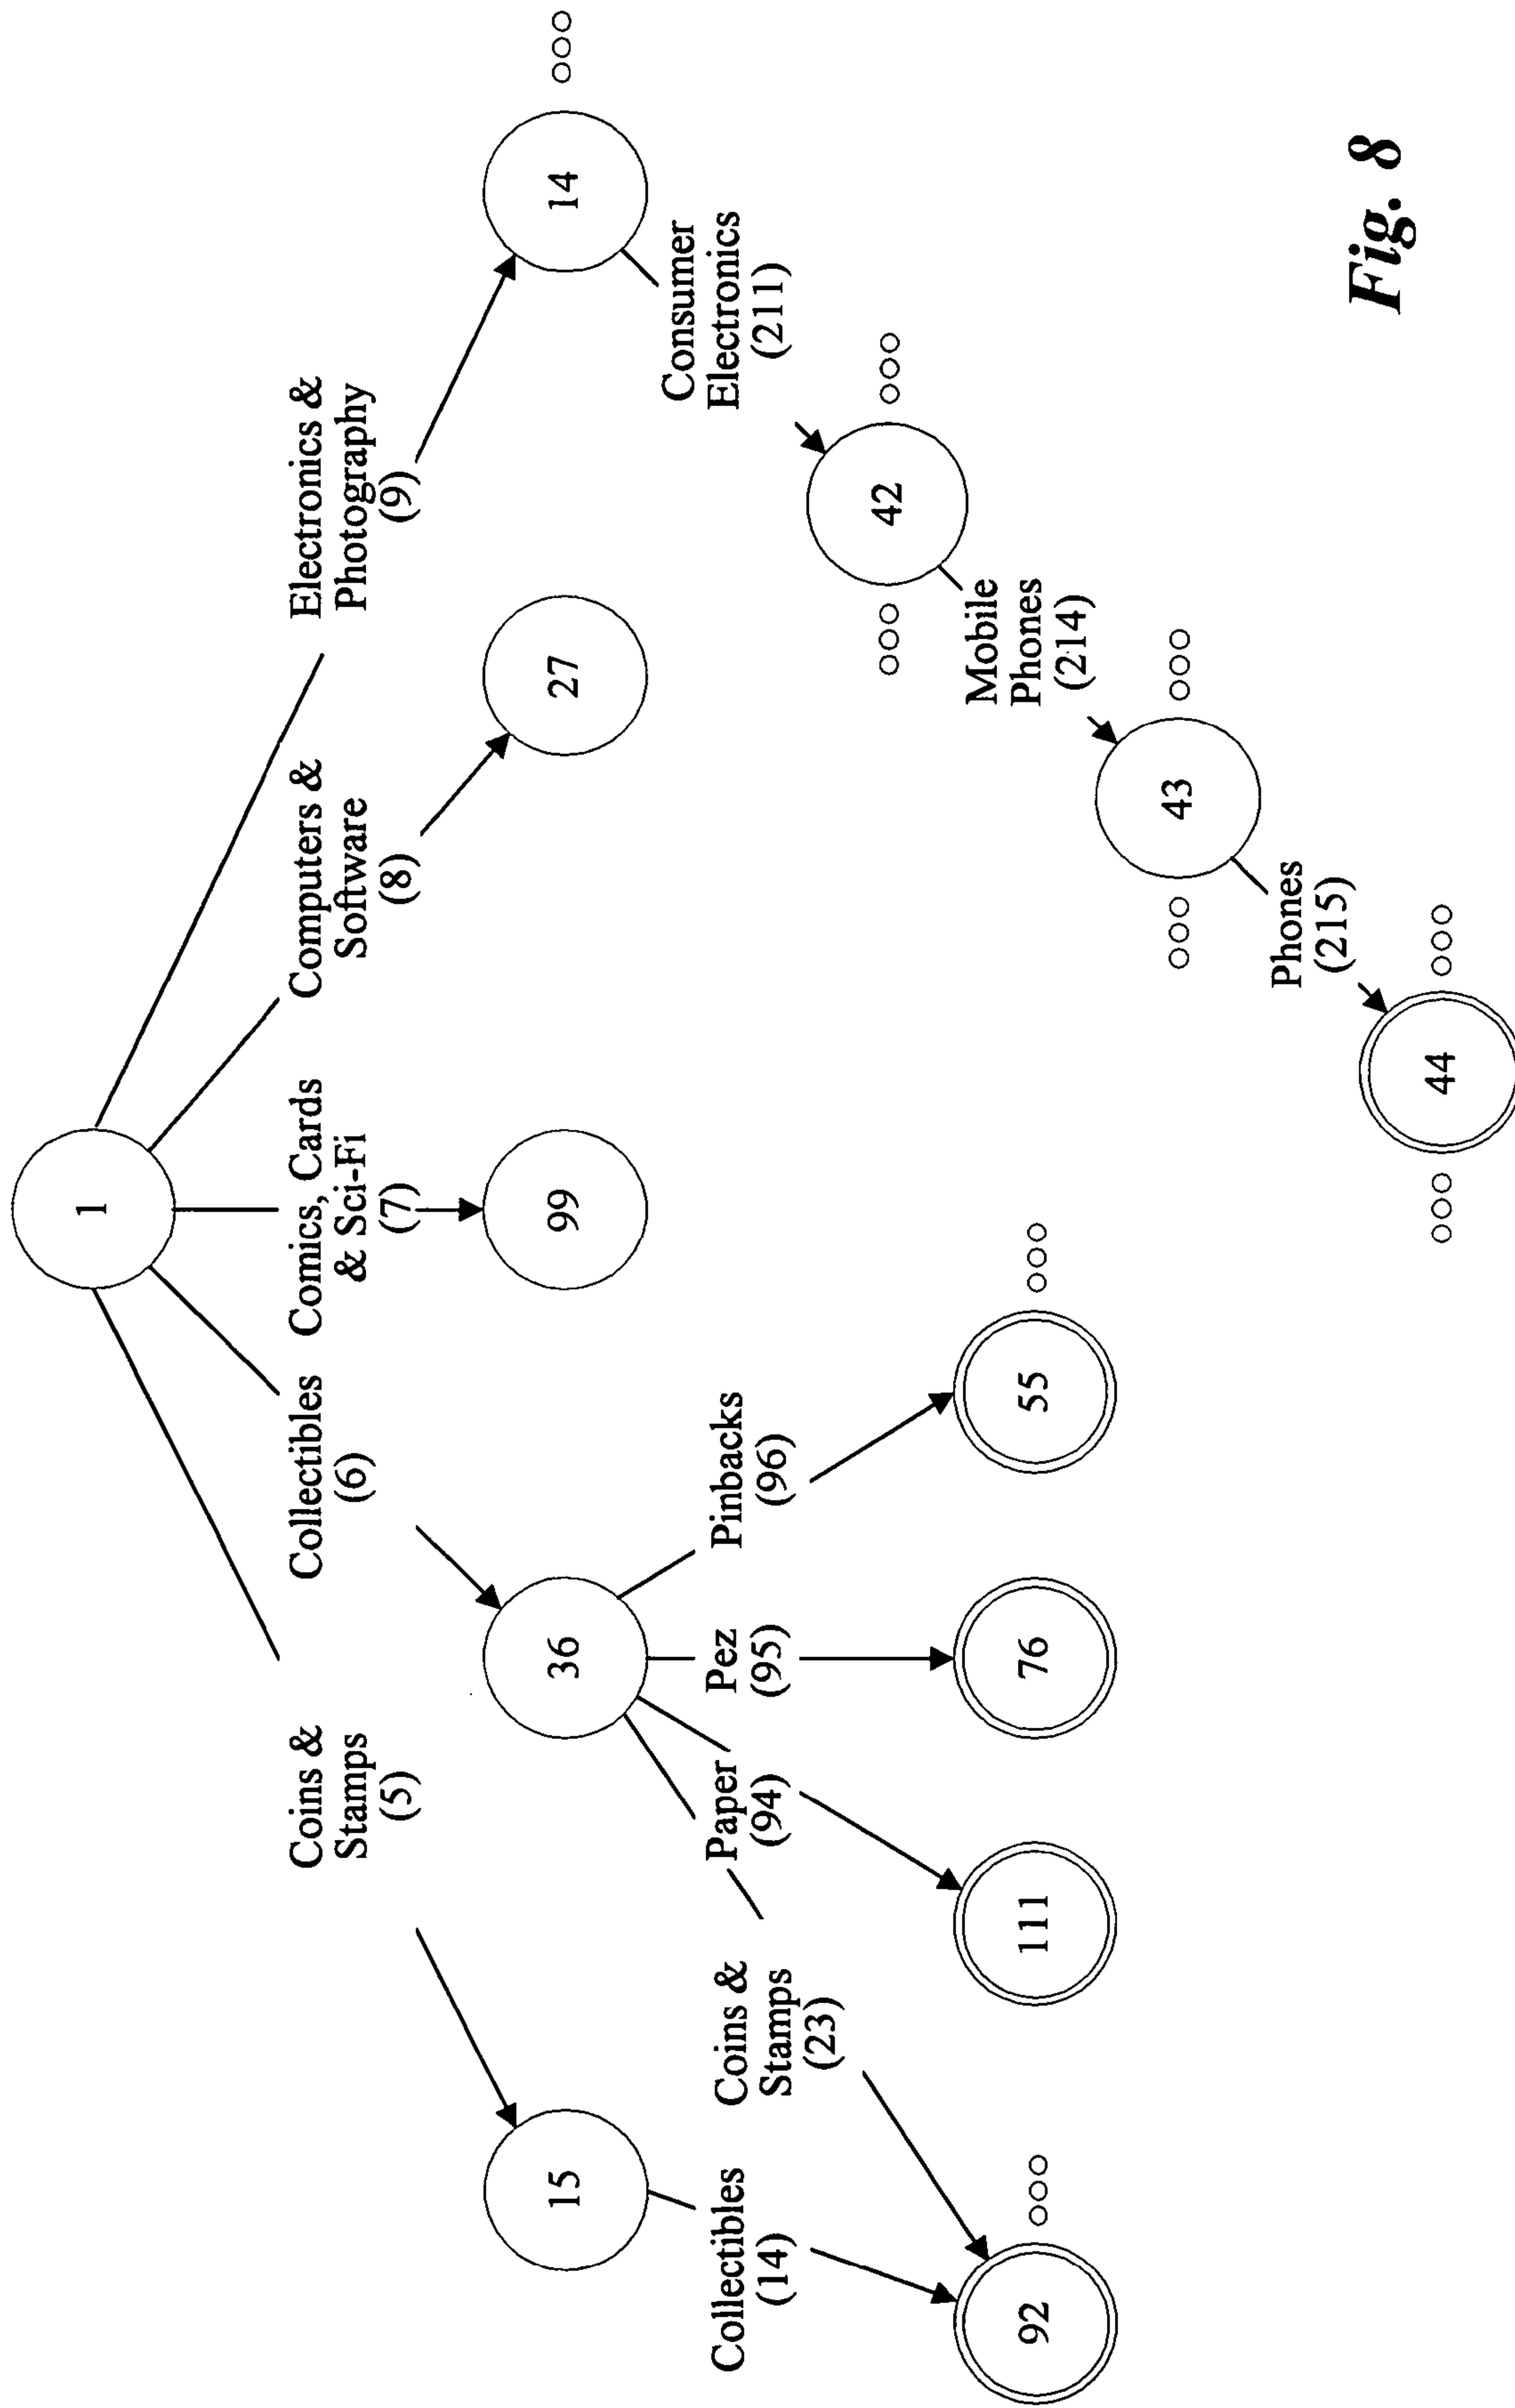 1
Coins &
Stamps
(5)
Collectibles
(6)
Comics, Cards
& Sci-Fi
(7)
Computers &
Software
(8)
Electronics &
Photography
(9)
15
36
99
27
14
Collectibles
(14)
Coins &
Stamps
(23)
Paper
(94)
Pez
(95)
Pinbacks
(96)
Consumer
Electronics
(211)
92
111
76
55
42
Mobile
Phones
(214)
43
Phones
(215)
44
Fig. 8